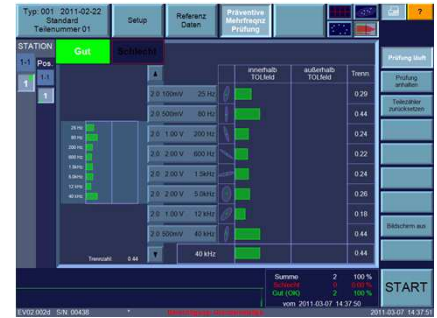 Typ: 001 2011-02-22
Standard
Teilenummer 01
Setup
Referenz
Daten
Präventive
Mehrfreqnz
Prüfung
?
STATION
Gut
Schlecht
1-1 Pos.
1-1
1
1
innerhalb
TOLfeld
außerhalb
TOLfeld
Trenn
Prüfung läuft
Prüfung
anhalten
Teilezähler
zurücksetzen
Bildschirm aus
START
2.0 100mV 25 Hz 0.29
2.0 500mV 80 Hz 0.44
2.0 1.00 V 200 Hz 0.24
2.0 2.00 V 600 Hz 0.22
2.0 2.00 V 1.5kHz 0.24
2.0 2.00 V 5.0kHz 0.26
2.0 1.00 V 12 kHz 0.18
2.0 500mV 40 kHz 0.44
40 kHz 0.44
25 Hz
80 Hz
200 Hz
600 Hz
1.5kHz
5.0kHz
12 kHz
40 kHz
Trennzahl 0.44
Summe 2 100 %
Schlecht 0 0.00 %
Gut (OK) 2 100 %
vom 2011-03-07 14:37:50
EV02.002d S/N: 00438 *
2011-03-07 14:37:51